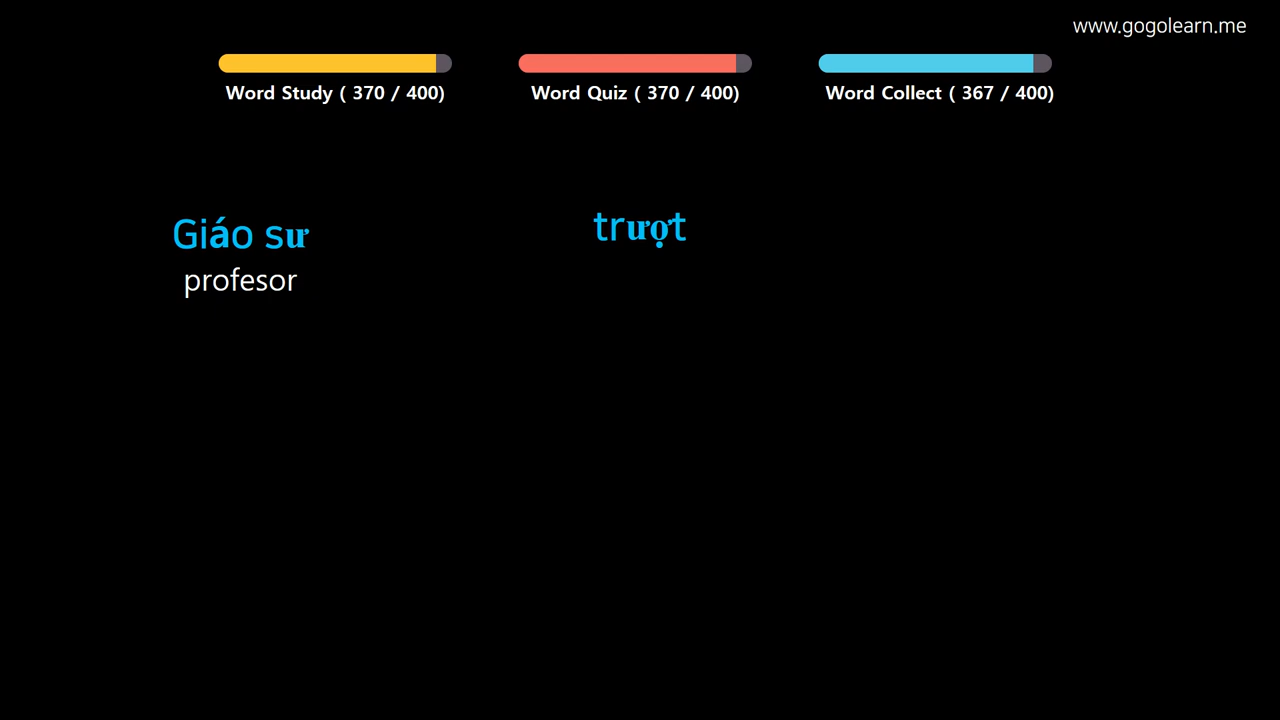 www.gogolearn.me
Word Study ( 370 / 400)
Word Quiz ( 370 / 400)
Word Collect ( 367 / 400)
Giáo sư
profesor
trượt